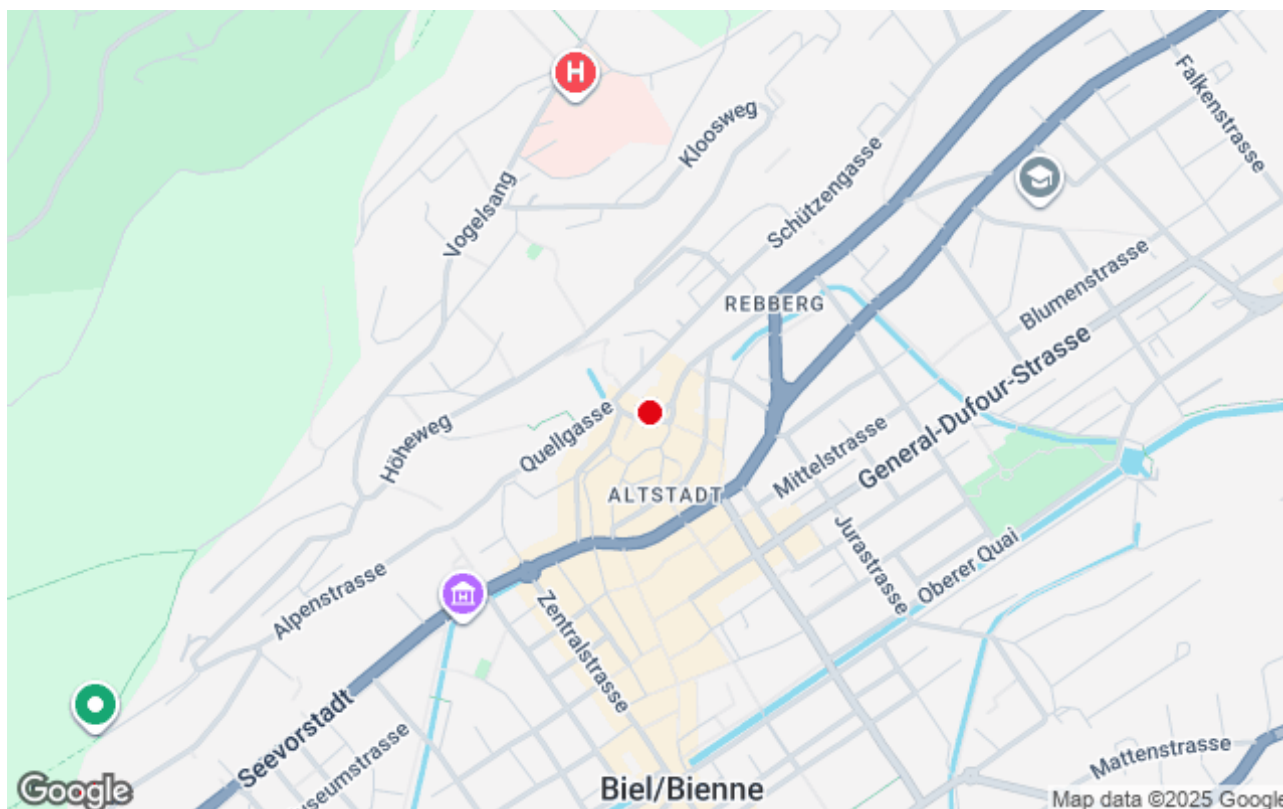 H
Falkenstrasse
Kloosweg
Schützengasse
Vogelsang
Blumenstrasse
REBBERG
General-Dufour-Strasse
Quellgasse
Höheweg
Mittelstrasse
ALTSTADT
Jurastrasse
Oberer Quai
Alpenstrasse
Zentralstrasse
Seevorstadt
useumstrasse
Mattenstrasse
Biel/Bienne
Google
Map data ©2025 Google